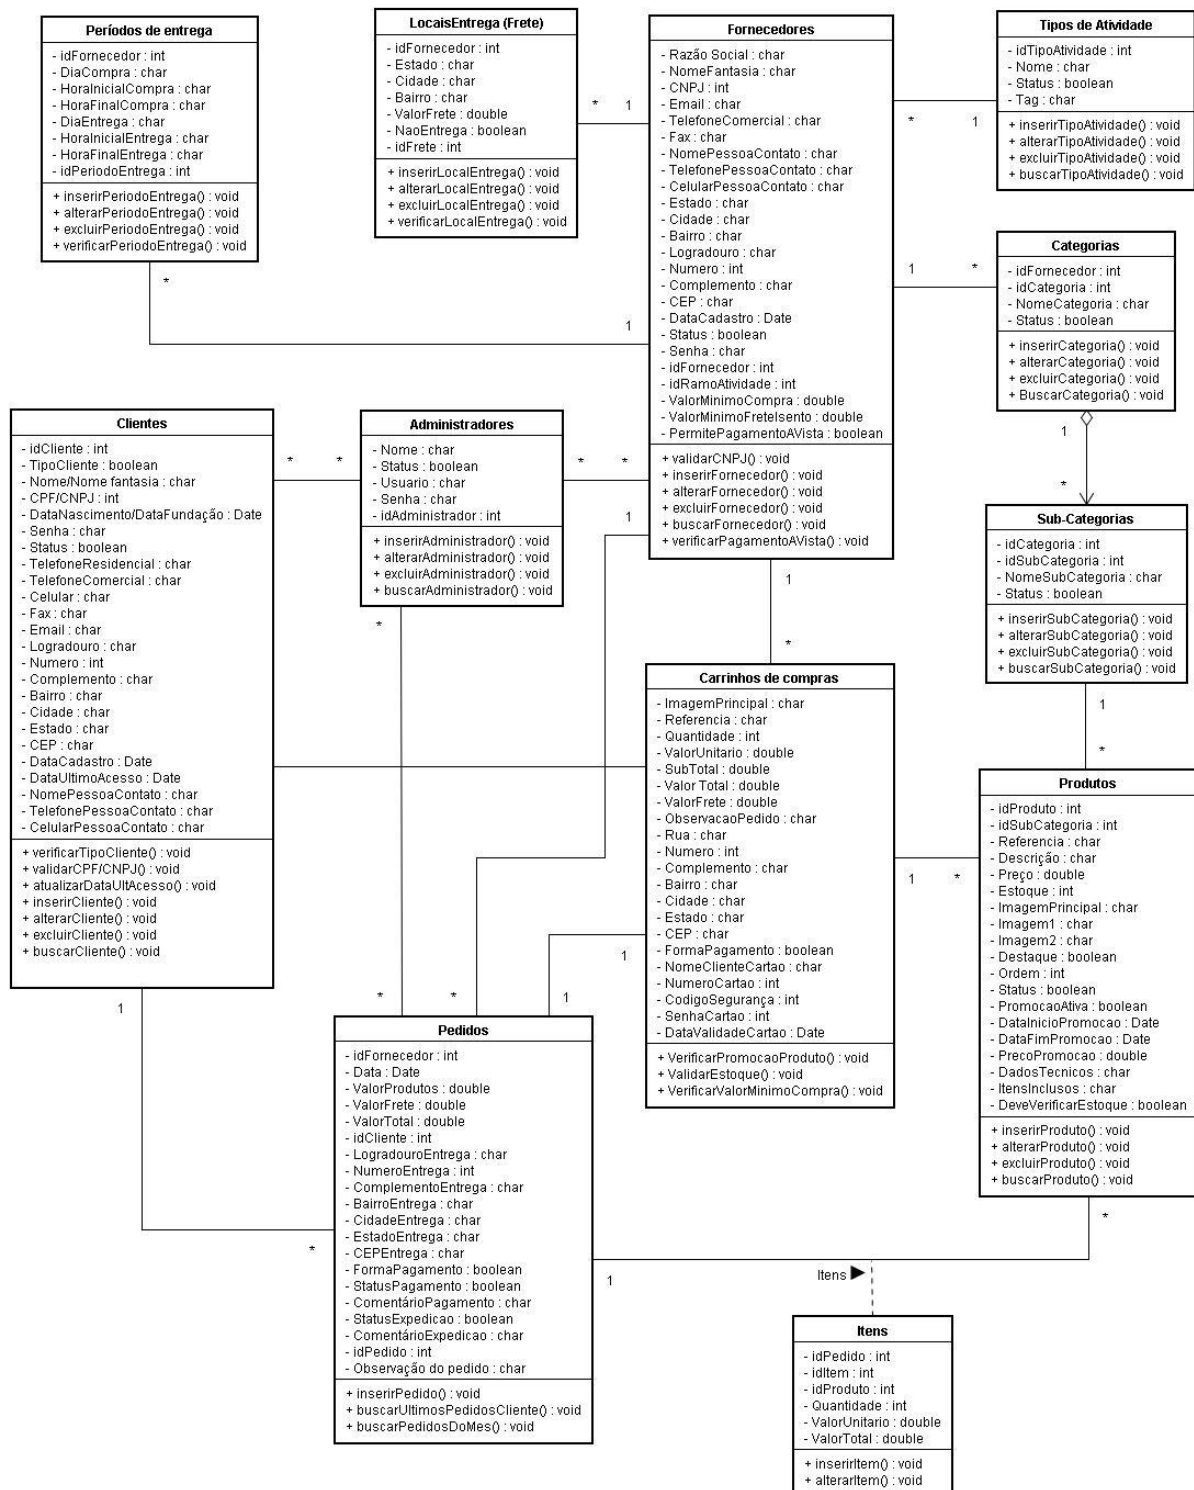 Períodos de entrega
- idFornecedor : int
- DiaCompra : char
- HoraInicialCompra : char
- HoraFinalCompra : char
- DiaEntrega : char
- HoraInicialEntrega : char
- HoraFinalEntrega : char
- idPeriodoEntrega : int
+ inserirPeriodoEntrega() : void
+ alterarPeriodoEntrega() : void
+ excluirPeriodoEntrega() : void
+ verificarPeriodoEntrega() : void
*
1
LocaisEntrega (Frete)
- idFornecedor : int
- Estado : char
- Cidade : char
- Bairro : char
- ValorFrete : double
- NaoEntrega : boolean
- idFrete : int
+ inserirLocalEntrega() : void
+ alterarLocalEntrega() : void
+ excluirLocalEntrega() : void
+ verificarLocalEntrega() : void
* 1
Fornecedores
- Razão Social : char
- NomeFantasia : char
- CNPJ : int
- Email : char
- TelefoneComercial : char
- Fax : char
- NomePessoaContato : char
- TelefonePessoaContato : char
- CelularPessoaContato : char
- Estado : char
- Cidade : char
- Bairro : char
- Logradouro : char
- Numero : int
- Complemento : char
- CEP : char
- DataCadastro : Date
- Status : boolean
- Senha : char
- idFornecedor : int
- idRamoAtividade : int
- ValorMinimoCompra : double
- ValorMinimoFreteIsento : double
- PermitePagamentoAVista : boolean
+ validarCNPJ() : void
+ inserirFornecedor() : void
+ alterarFornecedor() : void
+ excluirFornecedor() : void
+ buscarFornecedor() : void
+ verificarPagamentoAVista() : void
* 1
Tipos de Atividade
- idTipoAtividade : int
- Nome : char
- Status : boolean
- Tag : char
+ inserirTipoAtividade() : void
+ alterarTipoAtividade() : void
+ excluirTipoAtividade() : void
+ buscarTipoAtividade() : void
1 *
Categorias
- idFornecedor : int
- idCategoria : int
- NomeCategoria : char
- Status : boolean
+ inserirCategoria() : void
+ alterarCategoria() : void
+ excluirCategoria() : void
+ BuscarCategoria() : void
1
*
Sub-Categorias
- idCategoria : int
- idSubCategoria : int
- NomeSubCategoria : char
- Status : boolean
+ inserirSubCategoria() : void
+ alterarSubCategoria() : void
+ excluirSubCategoria() : void
+ buscarSubCategoria() : void
1
*
Clientes
- idCliente : int
- TipoCliente : boolean
- Nome/Nome fantasia : char
- CPF/CNPJ : int
- DataNascimento/DataFundação : Date
- Senha : char
- Status : boolean
- TelefoneResidencial : char
- TelefoneComercial : char
- Celular : char
- Fax : char
- Email : char
- Logradouro : char
- Numero : int
- Complemento : char
- Bairro : char
- Cidade : char
- Estado : char
- CEP : char
- DataCadastro : Date
- DataUltimoAcesso : Date
- NomePessoaContato : char
- TelefonePessoaContato : char
- CelularPessoaContato : char
+ verificarTipoCliente() : void
+ validarCPF/CNPJ() : void
+ atualizarDataUltAcesso() : void
+ inserirCliente() : void
+ alterarCliente() : void
+ excluirCliente() : void
+ buscarCliente() : void
* *
Administradores
- Nome : char
- Status : boolean
- Usuario : char
- Senha : char
- idAdministrador : int
+ inserirAdministrador() : void
+ alterarAdministrador() : void
+ excluirAdministrador() : void
+ buscarAdministrador() : void
* *
*
1
1
*
Carrinhos de compras
- ImagemPrincipal : char
- Referencia : char
- Quantidade : int
- ValorUnitario : double
- SubTotal : double
- Valor Total : double
- ValorFrete : double
- ObservacaoPedido : char
- Rua : char
- Numero : int
- Complemento : char
- Bairro : char
- Cidade : char
- Estado : char
- CEP : char
- FormaPagamento : boolean
- NomeClienteCartao : char
- NumeroCartao : int
- CodigoSegurança : int
- SenhaCartao : int
- DataValidadeCartao : Date
+ VerificarPromocaoProduto() : void
+ ValidarEstoque() : void
+ VerificarValorMinimoCompra() : void
1 *
Produtos
- idProduto : int
- idSubCategoria : int
- Referencia : char
- Descrição : char
- Preço : double
- Estoque : int
- ImagemPrincipal : char
- Imagem1 : char
- Imagem2 : char
- Destaque : boolean
- Ordem : int
- Status : boolean
- PromocaoAtiva : boolean
- DataInicioPromocao : Date
- DataFimPromocao : Date
- PrecoPromocao : double
- DadosTecnicos : char
- ItensInclusos : char
- DeveVerificarEstoque : boolean
+ inserirProduto() : void
+ alterarProduto() : void
+ excluirProduto() : void
+ buscarProduto() : void
*
1
1
* * 1
*
Pedidos
- idFornecedor : int
- Data : Date
- ValorProdutos : double
- ValorFrete : double
- ValorTotal : double
- idCliente : int
- LogradouroEntrega : char
- NumeroEntrega : int
- ComplementoEntrega : char
- BairroEntrega : char
- CidadeEntrega : char
- EstadoEntrega : char
- CEPEntrega : char
- FormaPagamento : boolean
- StatusPagamento : boolean
- ComentárioPagamento : char
- StatusExpedicao : boolean
- ComentárioExpedicao : char
- idPedido : int
- Observação do pedido : char
+ inserirPedido() : void
+ buscarUltimosPedidosCliente() : void
+ buscarPedidosDoMes() : void
1
Itens
Itens
- idPedido : int
- idItem : int
- idProduto : int
- Quantidade : int
- ValorUnitario : double
- ValorTotal : double
+ inserirItem() : void
+ alterarItem() : void